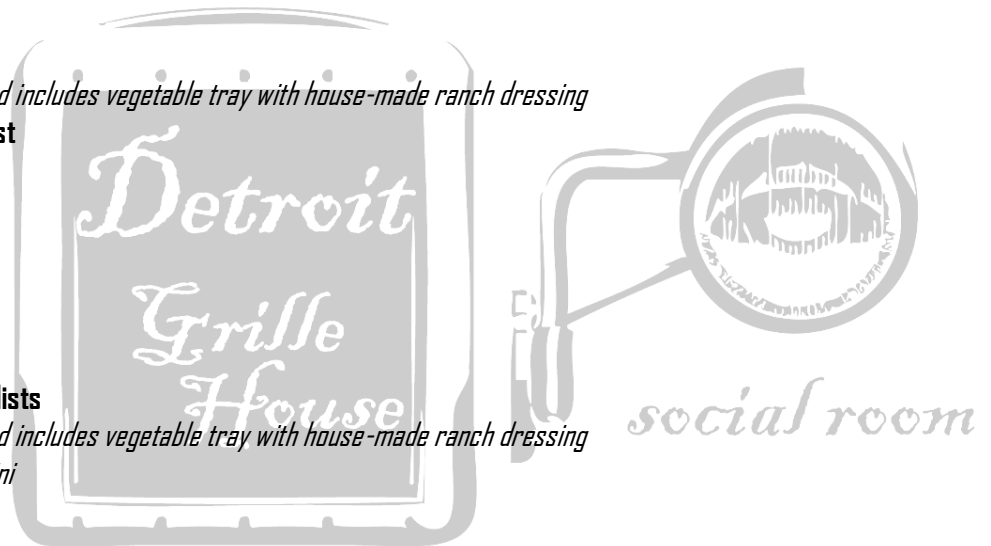 d includes vegetable tray with house-made ranch dressing
st
Detroit
Grille
House
lists
d includes vegetable tray with house-made ranch dressing
ni
social room